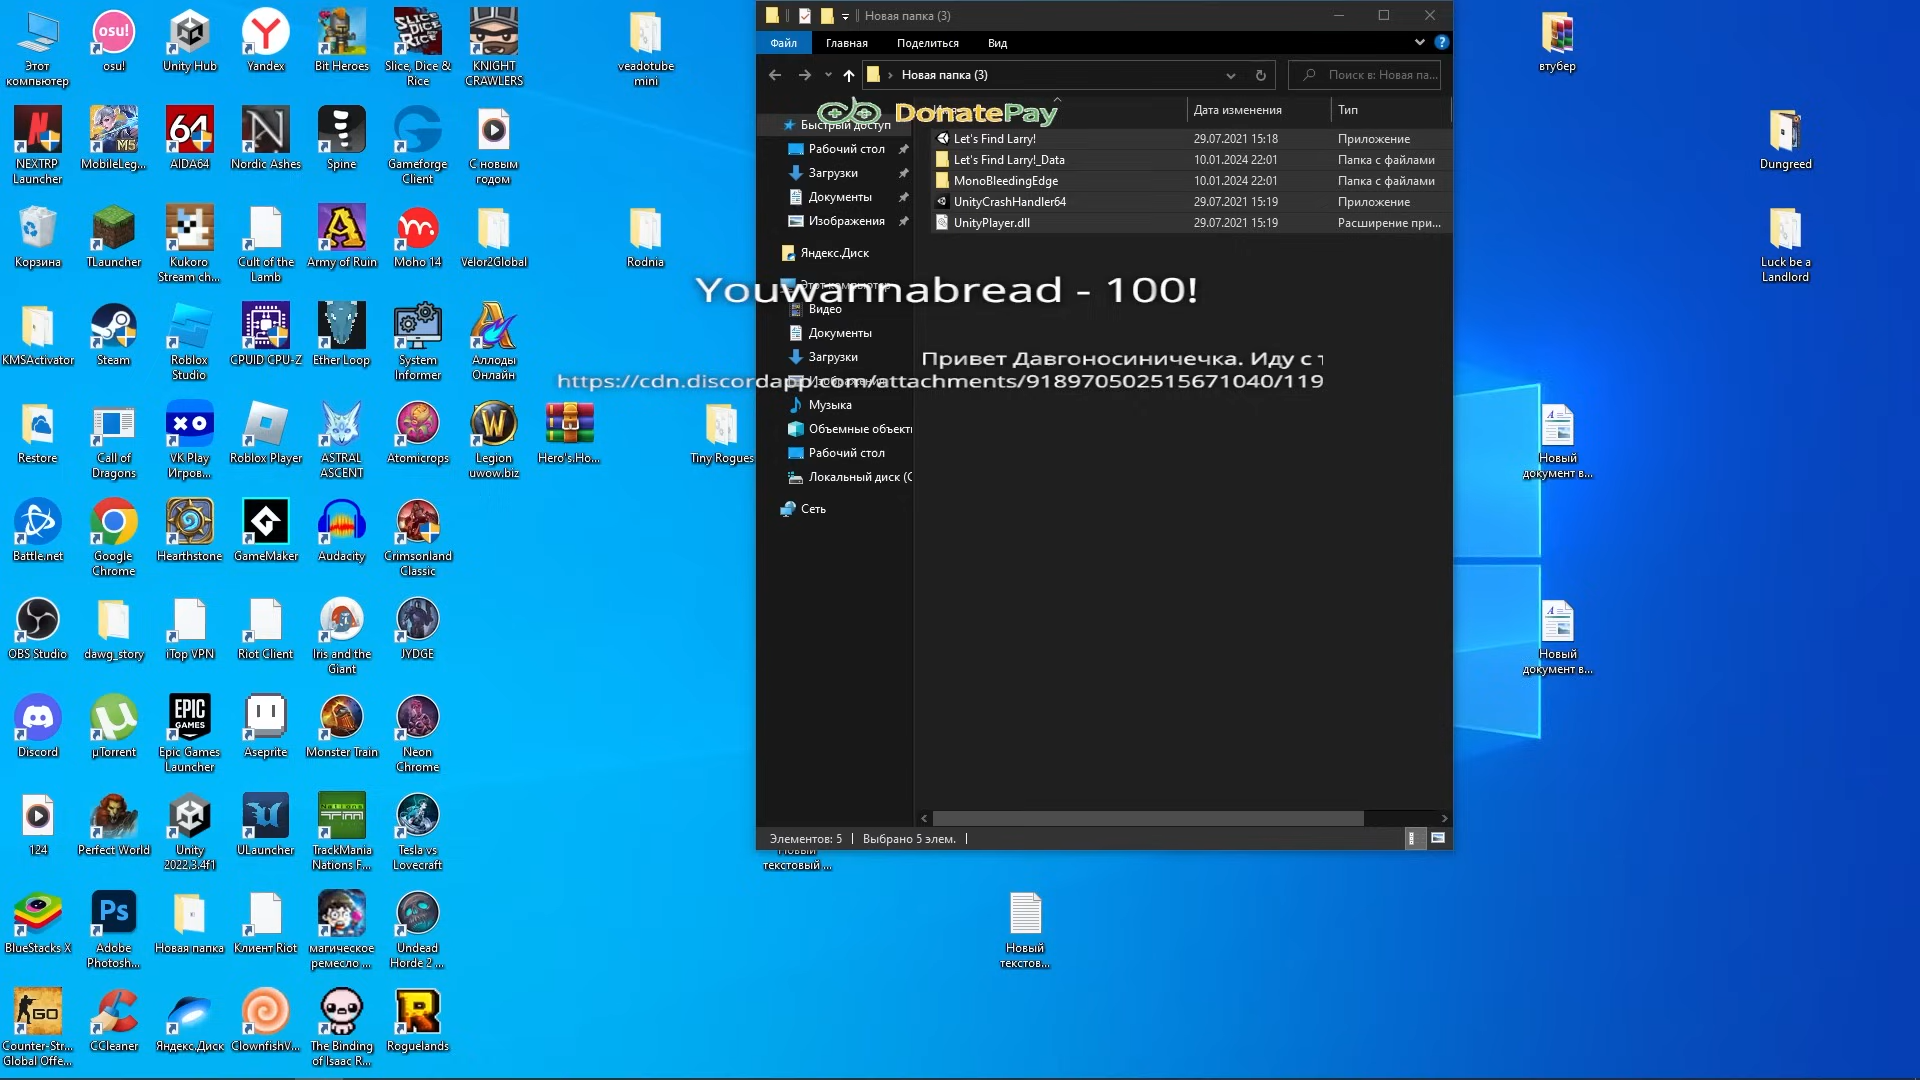 Этот
компьютер
osu!
Unity Hub
Yandex
Bit Heroes
Slice, Dice &
Rice
KNIGHT
CRAWLERS
veadotube
mini
NEXTRP
Launcher
MobileLeg...
AIDA64
Nordic Ashes
Spine
Gameforge
Client
С новым
годом
Корзина
TLauncher
Kukoro
Stream ch...
Cult of the
Lamb
Army of Ruin
Moho 14
Velor2Global
Rodnia
KMSActivator
Steam
Roblox
Studio
CPUID CPU-Z
Ether Loop
System
Informer
Аллоды
Онлайн
Restore
Call of
Dragons
VK Play
Игров...
Roblox Player
ASTRAL
ASCENT
Atomicrops
Legion
uwow.biz
Hero's.Ho...
Tiny Rogues
Battle.net
Google
Chrome
Hearthstone
GameMaker
Audacity
Crimsonland
Classic
OBS Studio
dawg_story
iTop VPN
Riot Client
Iris and the
Giant
JYDGE
Discord
µTorrent
Epic Games
Launcher
Aseprite
Monster Train
Neon
Chrome
124
Perfect World
Unity
2022.3.4f1
ULauncher
TrackMania
Nations F...
Tesla vs
Lovecraft
BlueStacks X
Adobe
Photosh...
Новая папка
Клиент Riot
магическое
ремесло ...
Undead
Horde 2 ...
Counter-Str...
Global Offe...
CCleaner
Яндекс.Диск
ClownfishV...
The Binding
of Isaac R...
Roguelands
Новая папка (3)
Файл
Главная
Поделиться
Вид
Новая папка (3)
Поиск в: Новая па...
DonatePay
Дата изменения
Тип
Быстрый доступ
Рабочий стол
Загрузки
Документы
Изображения
Яндекс.Диск
Этот компьютер
Видео
Документы
Загрузки
Изображения
Музыка
Объемные объект
Рабочий стол
Локальный диск (C
Сеть
Let's Find Larry! 29.07.2021 15:18 Приложение
Let's Find Larry!_Data 10.01.2024 22:01 Папка с файлами
MonoBleedingEdge 10.01.2024 22:01 Папка с файлами
UnityCrashHandler64 29.07.2021 15:19 Приложение
UnityPlayer.dll 29.07.2021 15:19 Расширение при...
Youwannabread - 100!
Привет Давгоносиничечка. Иду с т
https://cdn.discordapp.com/attachments/918970502515671040/119
Элементов: 5
Выбрано 5 элем.
Новый
текстовый ...
Новый
текстов...
втубер
Dungreed
Luck be a
Landlord
Новый
документ в...
Новый
документ в...